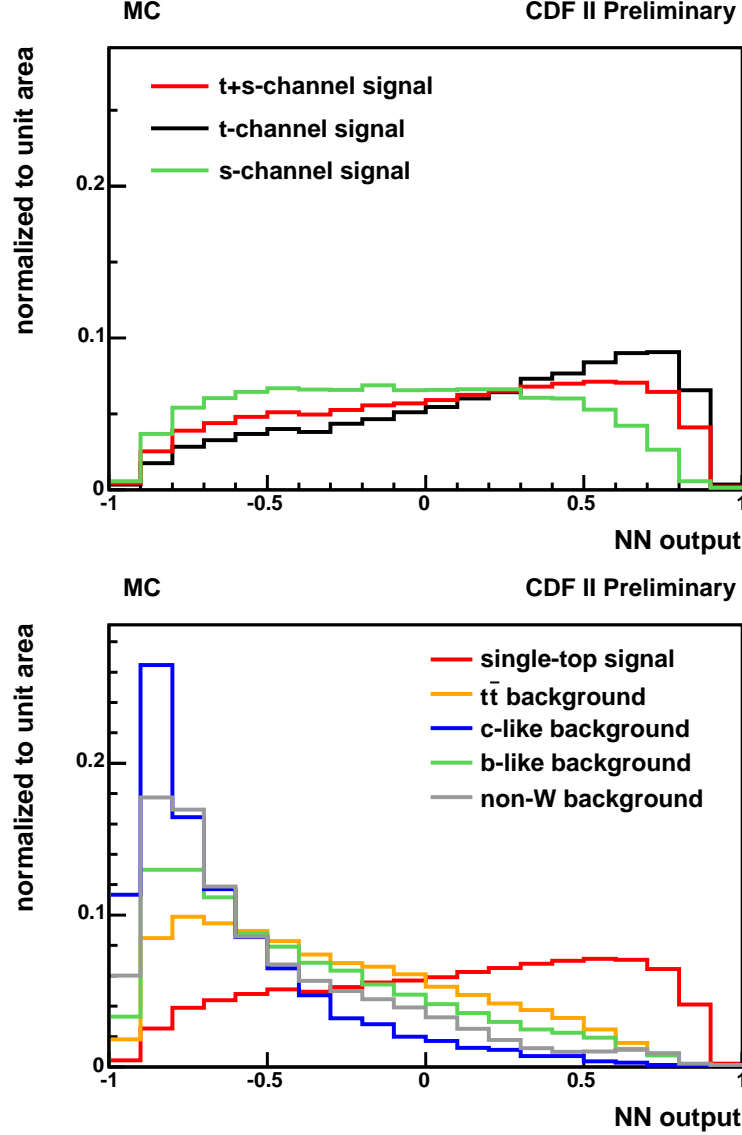 MC CDF II Preliminary
normalized to unit area
t+s-channel signal
t-channel signal
s-channel signal
0.2
0.1
0
-1 -0.5 0 0.5 1
NN output
MC CDF II Preliminary
normalized to unit area
single-top signal
tt̄ background
c-like background
b-like background
non-W background
0.2
0.1
0
-1 -0.5 0 0.5 1
NN output